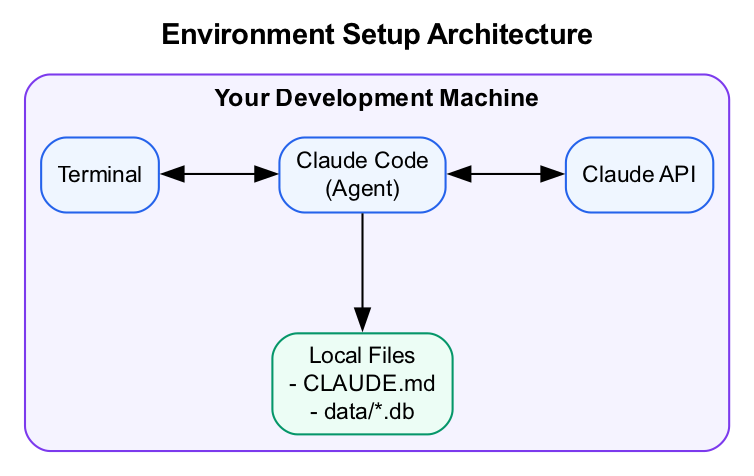 Environment Setup Architecture
Your Development Machine
Terminal
Claude Code
(Agent)
Claude API
Local Files
- CLAUDE.md
- data/*.db